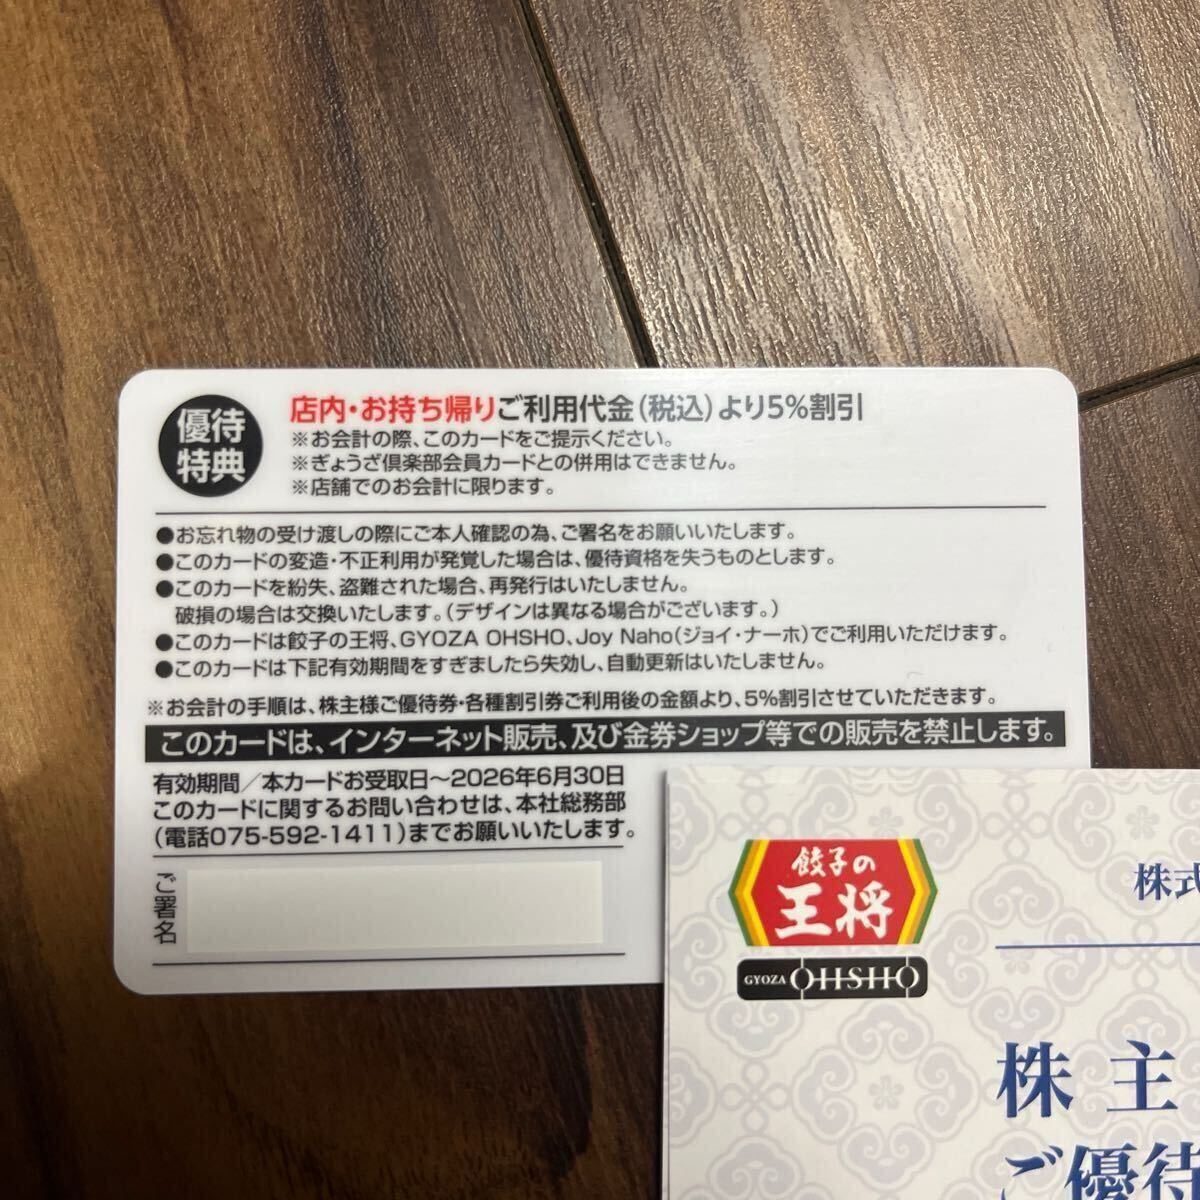 優待
特典
店内・お持ち帰りご利用代金(税込)より5%割引
※お会計の際、このカードをご提示ください。
※ぎょうざ倶楽部会員カードとの併用はできません。
※店舗でのお会計に限ります。
●お忘れ物の受け渡しの際にご本人確認の為、ご署名をお願いいたします。
●このカードの変造・不正利用が発覚した場合は、優待資格を失うものとします。
●このカードを紛失、盗難された場合、再発行はいたしません。
破損の場合は交換いたします。(デザインは異なる場合がございます。)
●このカードは餃子の王将、GYOZA OHSHO、Joy Naho(ジョイ・ナーホ)でご利用いただけます。
●このカードは下記有効期間をすぎましたら失効し、自動更新はいたしません。
※お会計の手順は、株主様ご優待券・各種割引券ご利用後の金額より、5%割引させていただきます。
このカードは、インターネット販売、及び金券ショップ等での販売を禁止します。
有効期間/本カードお受取日～2026年6月30日
このカードに関するお問い合わせは、本社総務部
(電話075-592-1411)までお願いいたします。
ご署名
餃子の
王将
GYOZA OHSHO
株式
株主
ご優待